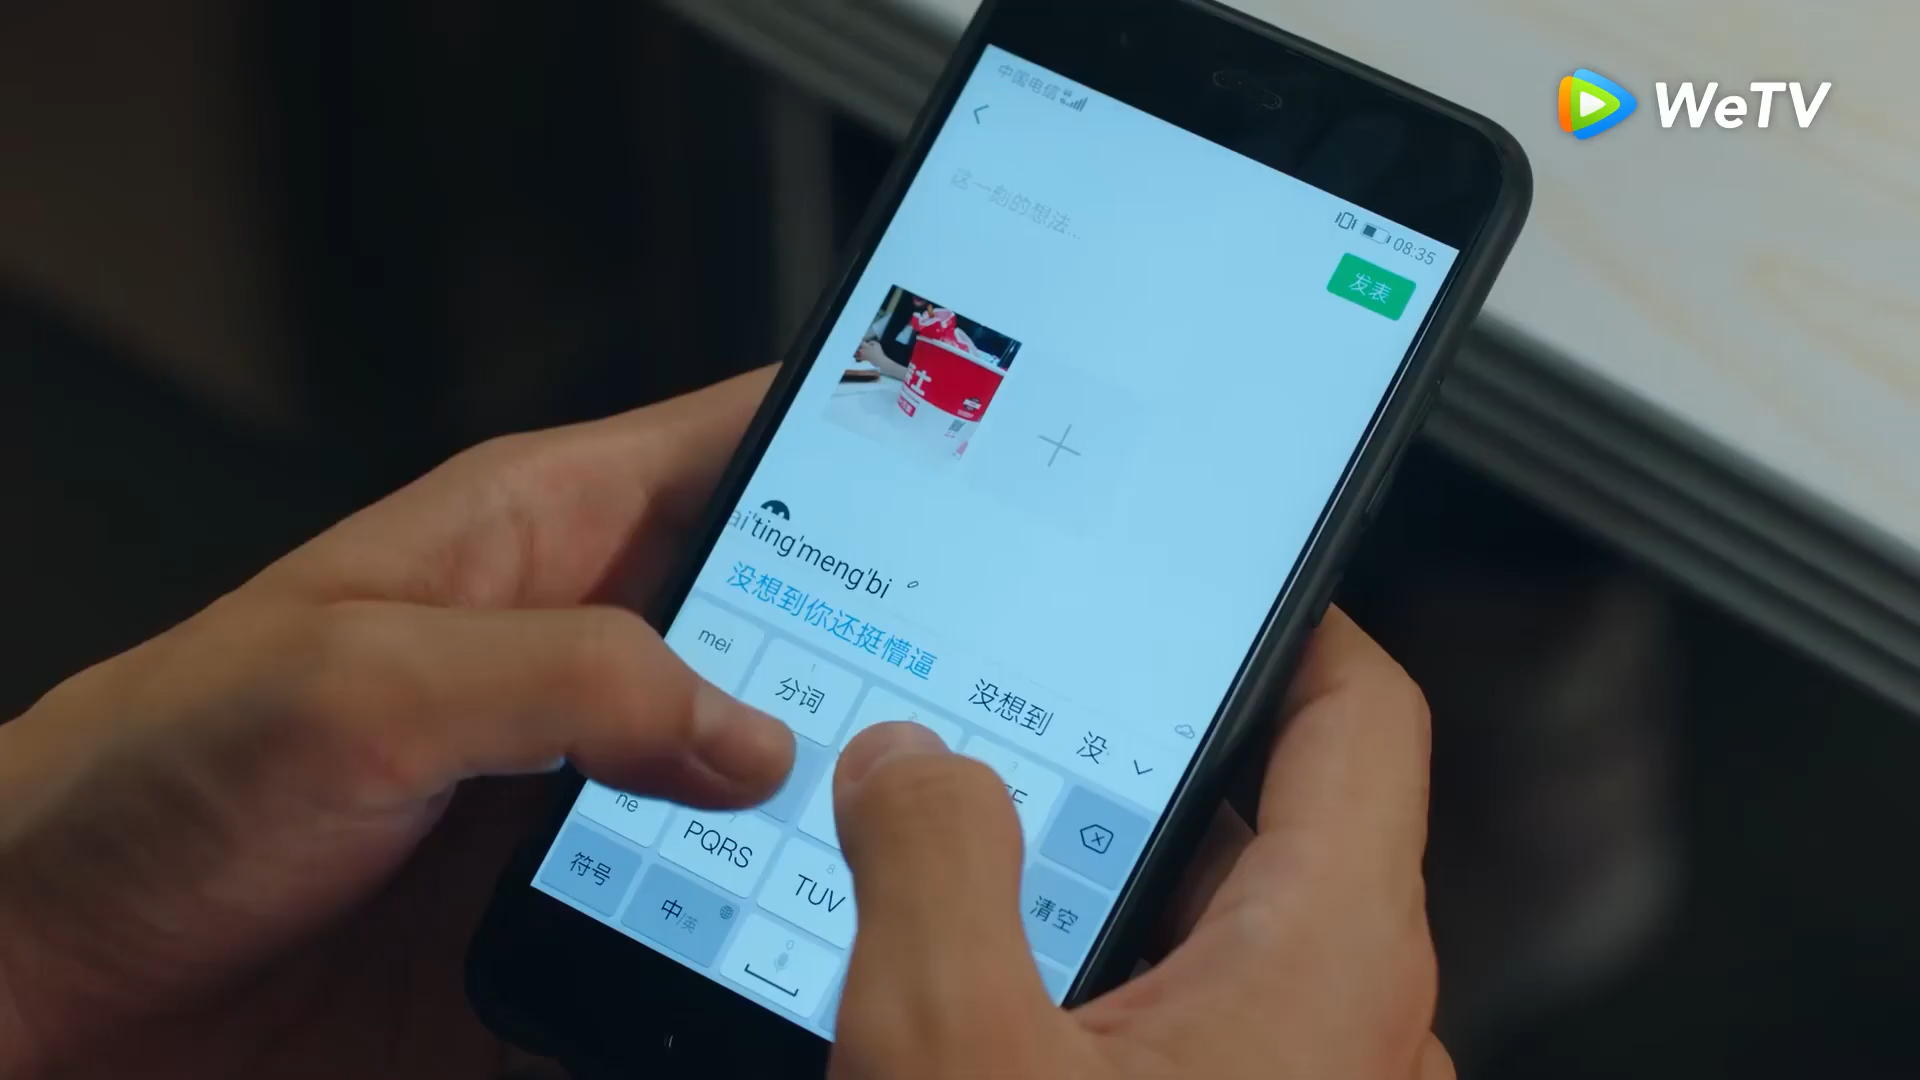 WeTV
中国电信
08:35
发表
这一刻的想法...
ai'ting'meng'bi
没想到你还挺懵逼 没想到 没
mei
分词
ne
PQRS
TUV
符号
中/英
清空